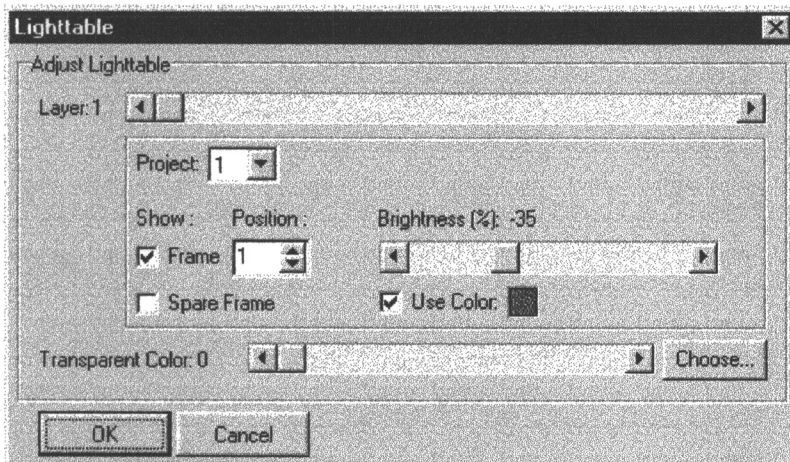 Lighttable
Adjust Lighttable
Layer: 1
Project: 1
Show : Position : Brightness (%): -35
Frame 1
Spare Frame Use Color:
Transparent Color: 0 Choose...
OK Cancel